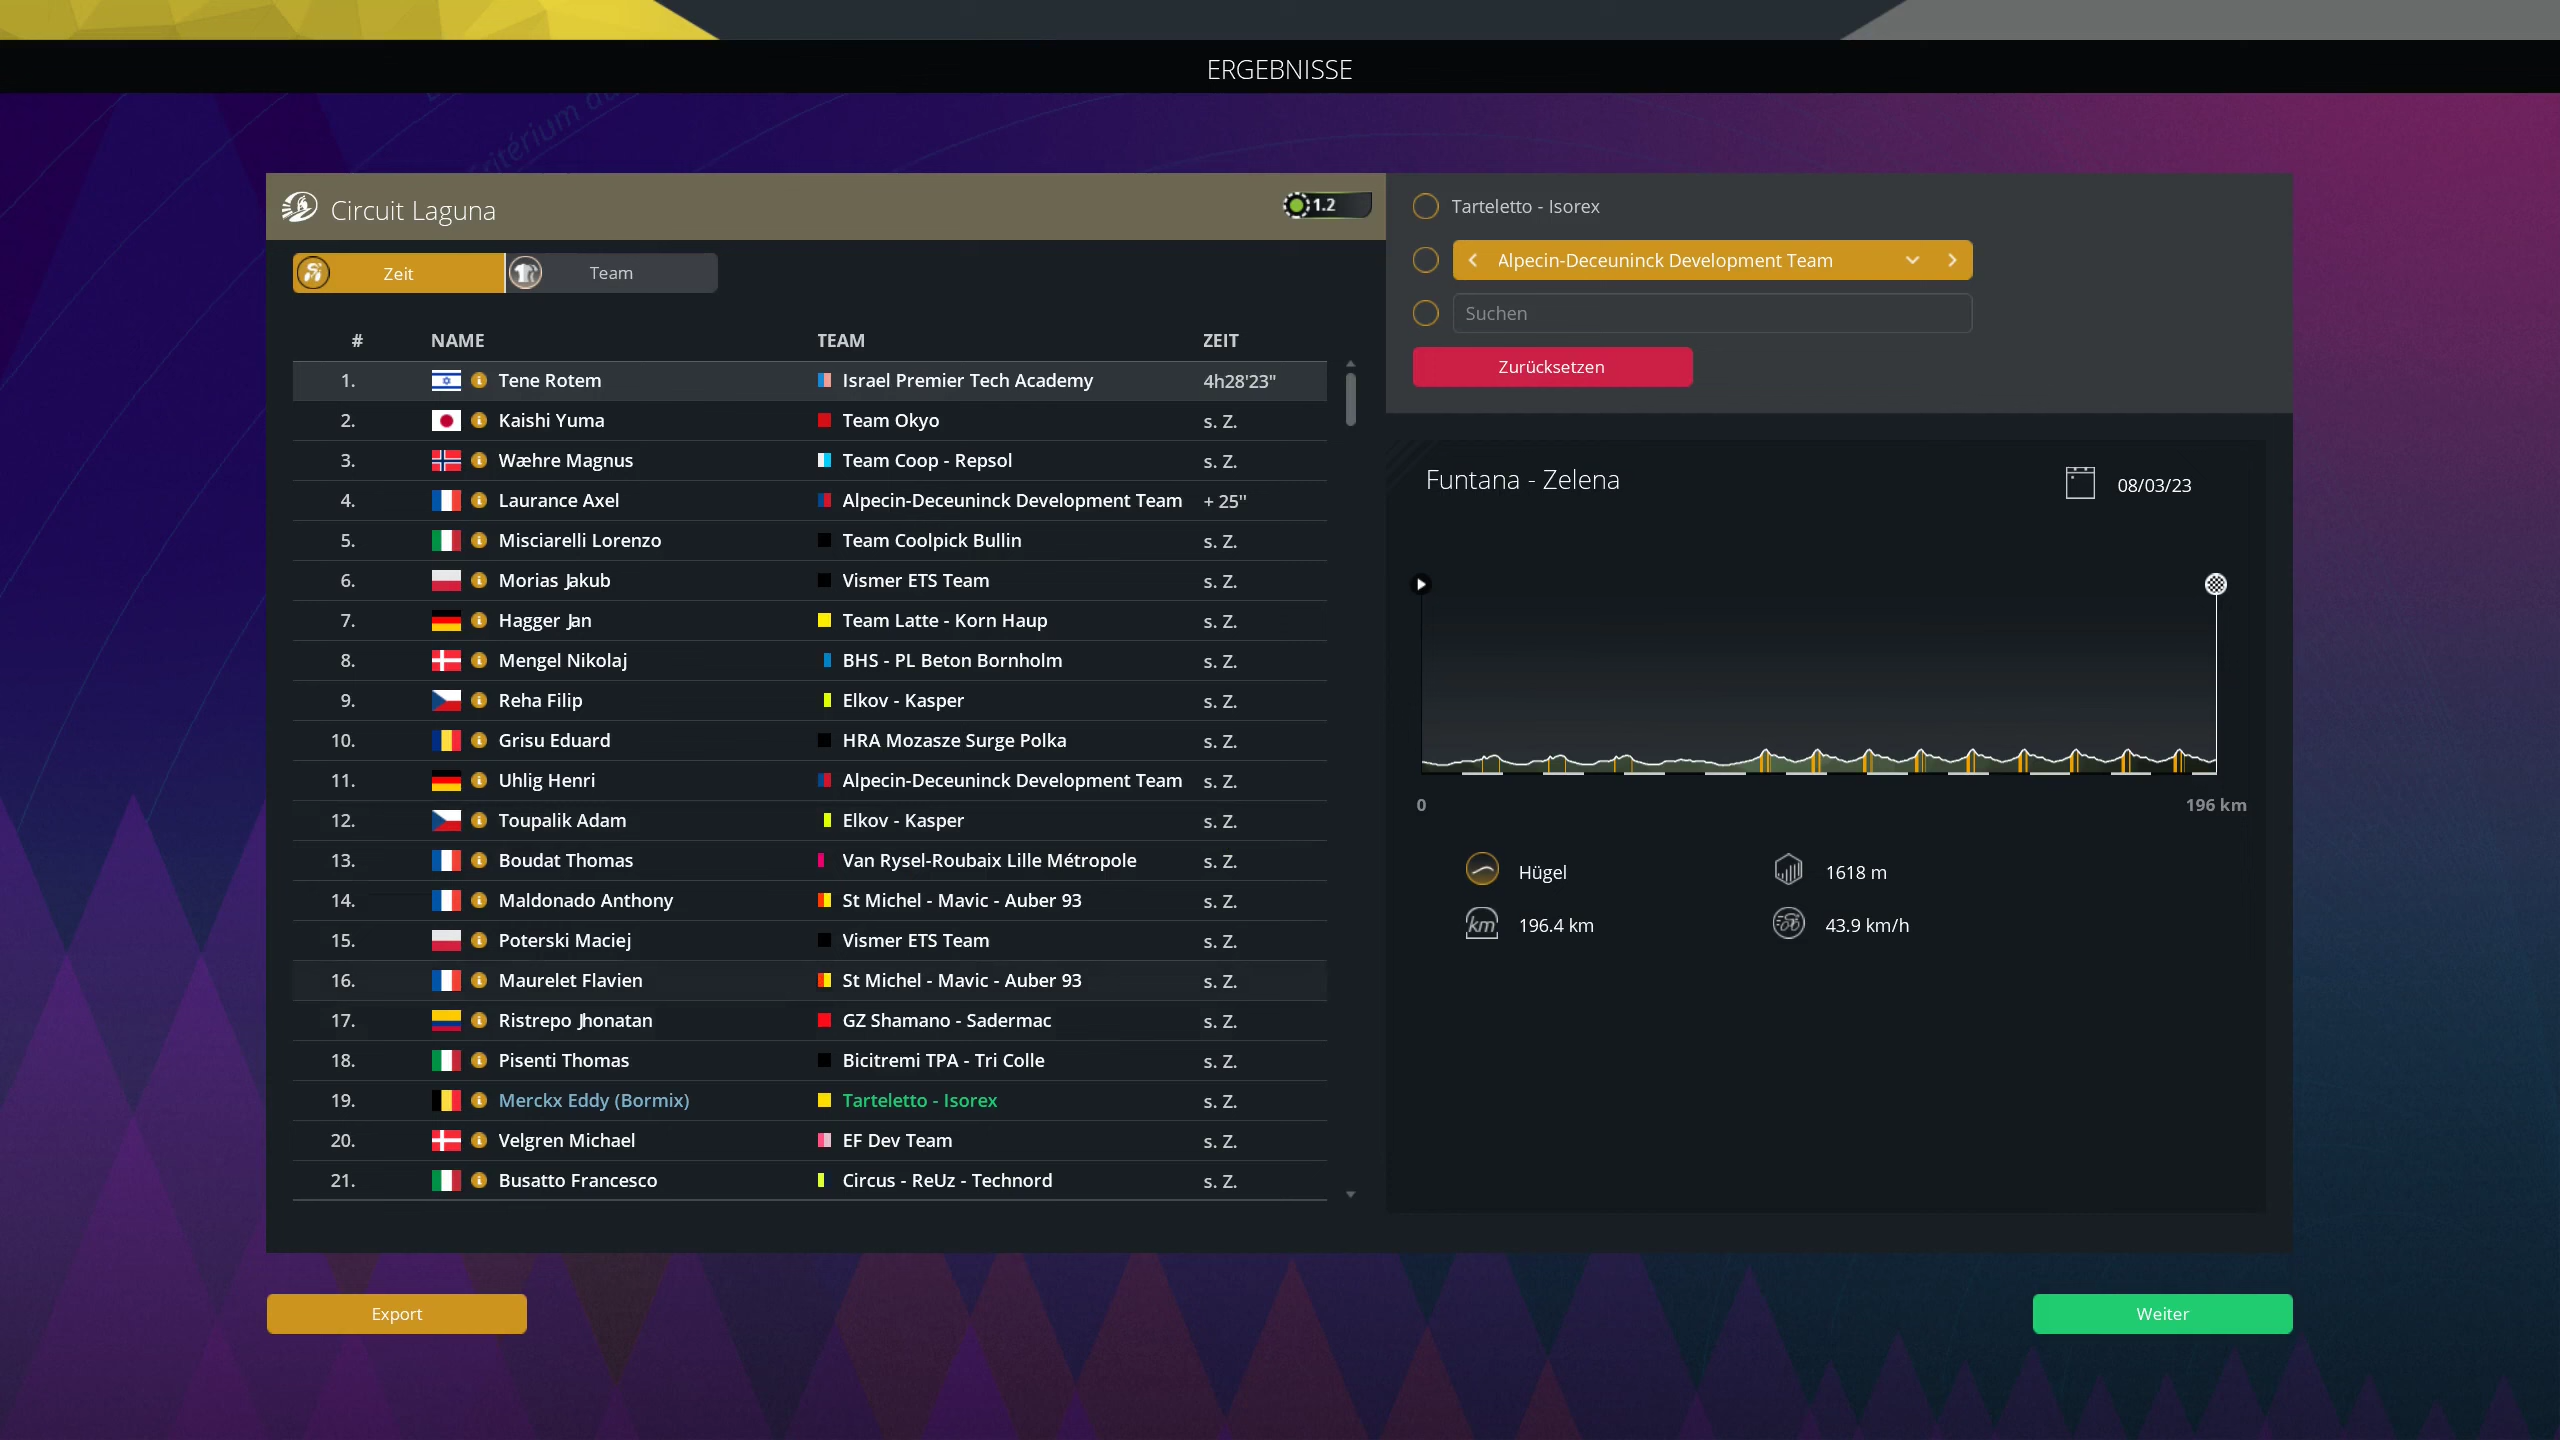 ERGEBNISSE
Circuit Laguna
1.2
Zeit
Team
# NAME TEAM ZEIT
1. Tene Rotem Israel Premier Tech Academy 4h28'23"
2. Kaishi Yuma Team Okyo s. Z.
3. Wæhre Magnus Team Coop - Repsol s. Z.
4. Laurance Axel Alpecin-Deceuninck Development Team + 25"
5. Misciarelli Lorenzo Team Coolpick Bullin s. Z.
6. Morias Jakub Vismer ETS Team s. Z.
7. Hagger Jan Team Latte - Korn Haup s. Z.
8. Mengel Nikolaj BHS - PL Beton Bornholm s. Z.
9. Reha Filip Elkov - Kasper s. Z.
10. Grisu Eduard HRA Mozasze Surge Polka s. Z.
11. Uhlig Henri Alpecin-Deceuninck Development Team s. Z.
12. Toupalik Adam Elkov - Kasper s. Z.
13. Boudat Thomas Van Rysel-Roubaix Lille Métropole s. Z.
14. Maldonado Anthony St Michel - Mavic - Auber 93 s. Z.
15. Poterski Maciej Vismer ETS Team s. Z.
16. Maurelet Flavien St Michel - Mavic - Auber 93 s. Z.
17. Ristrepo Jhonatan GZ Shamano - Sadermac s. Z.
18. Pisenti Thomas Bicitremi TPA - Tri Colle s. Z.
19. Merckx Eddy (Bormix) Tarteletto - Isorex s. Z.
20. Velgren Michael EF Dev Team s. Z.
21. Busatto Francesco Circus - ReUz - Technord s. Z.
Tarteletto - Isorex
Alpecin-Deceuninck Development Team
Suchen
Zurücksetzen
Funtana - Zelena
08/03/23
0
196 km
Hügel
1618 m
km
196.4 km
43.9 km/h
Export
Weiter